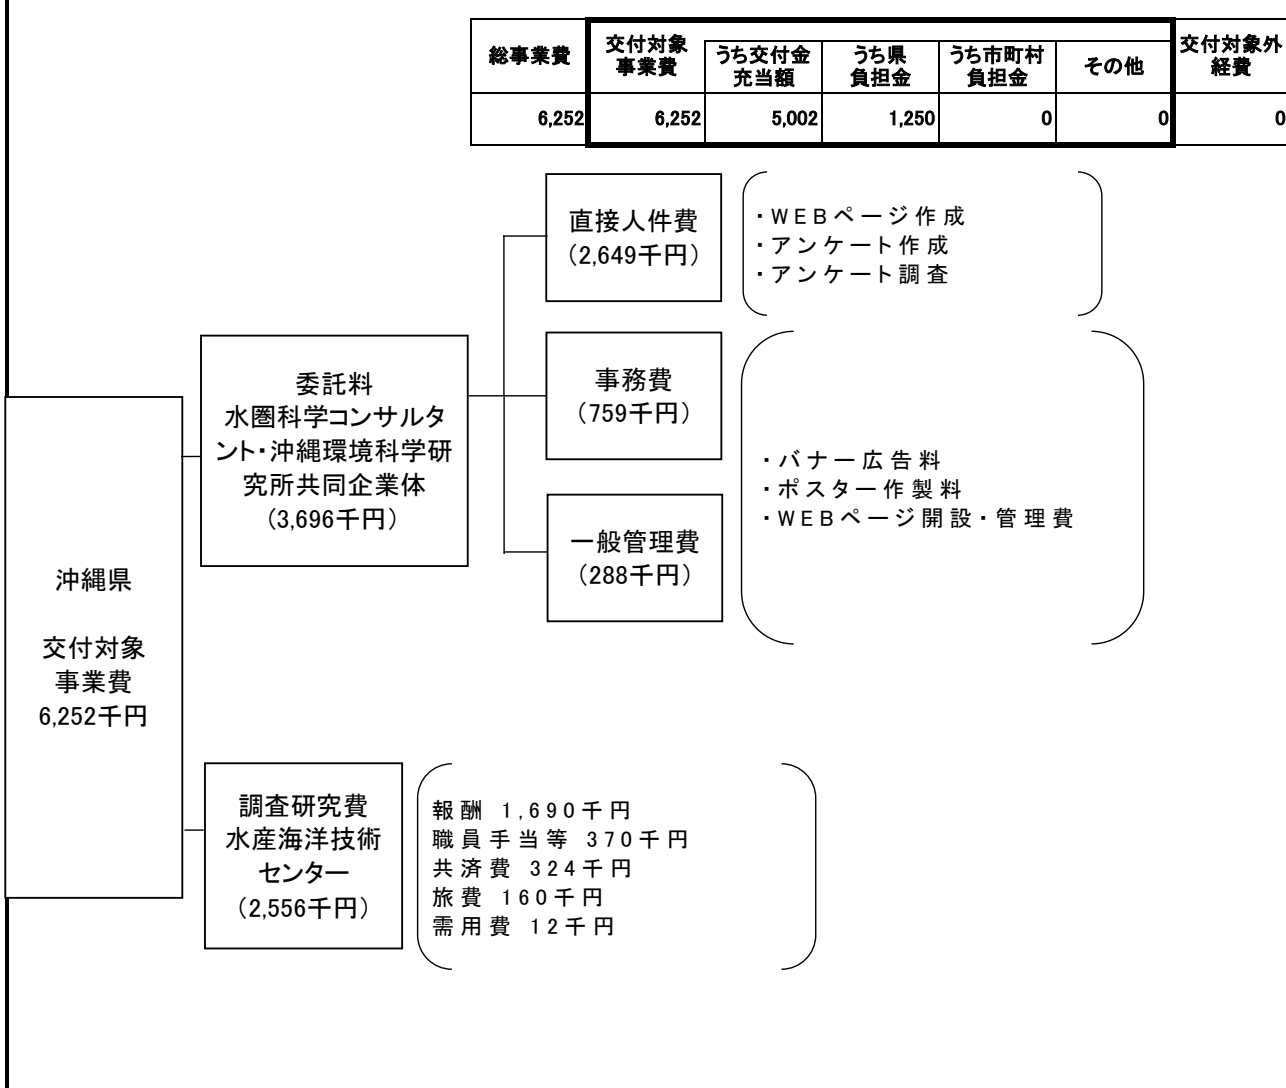 総事業費
交付対象
事業費
うち交付金
充当額
うち県
負担金
うち市町村
負担金
その他
交付対象外
経費
6,252 6,252 5,002 1,250 0 0 0
直接人件費
(2,649千円)
・WEBページ作成
・アンケート作成
・アンケート調査
委託料
水圏科学コンサルタ
ント・沖縄環境科学研
究所共同企業体
(3,696千円)
事務費
(759千円)
一般管理費
(288千円)
・バナー広告料
・ポスター作製料
・WEBページ開設・管理費
沖縄県
交付対象
事業費
6,252千円
調査研究費
水産海洋技術
センター
(2,556千円)
報酬 1,690千円
職員手当等 370千円
共済費 324千円
旅費 160千円
需用費 12千円